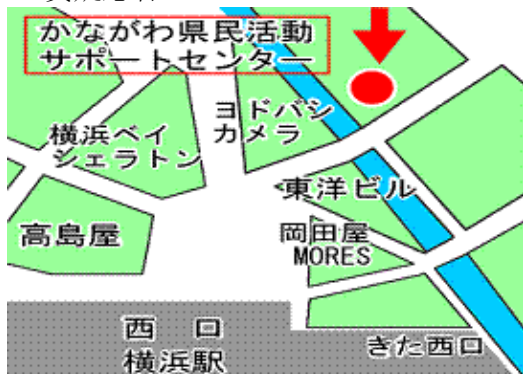 かながわ県民活動
サポートセンター
ヨドバシ
カメラ
横浜ベイ
シェラトン
東洋ビル
高島屋
岡田屋
MORES
西 口
横浜駅
きた西口